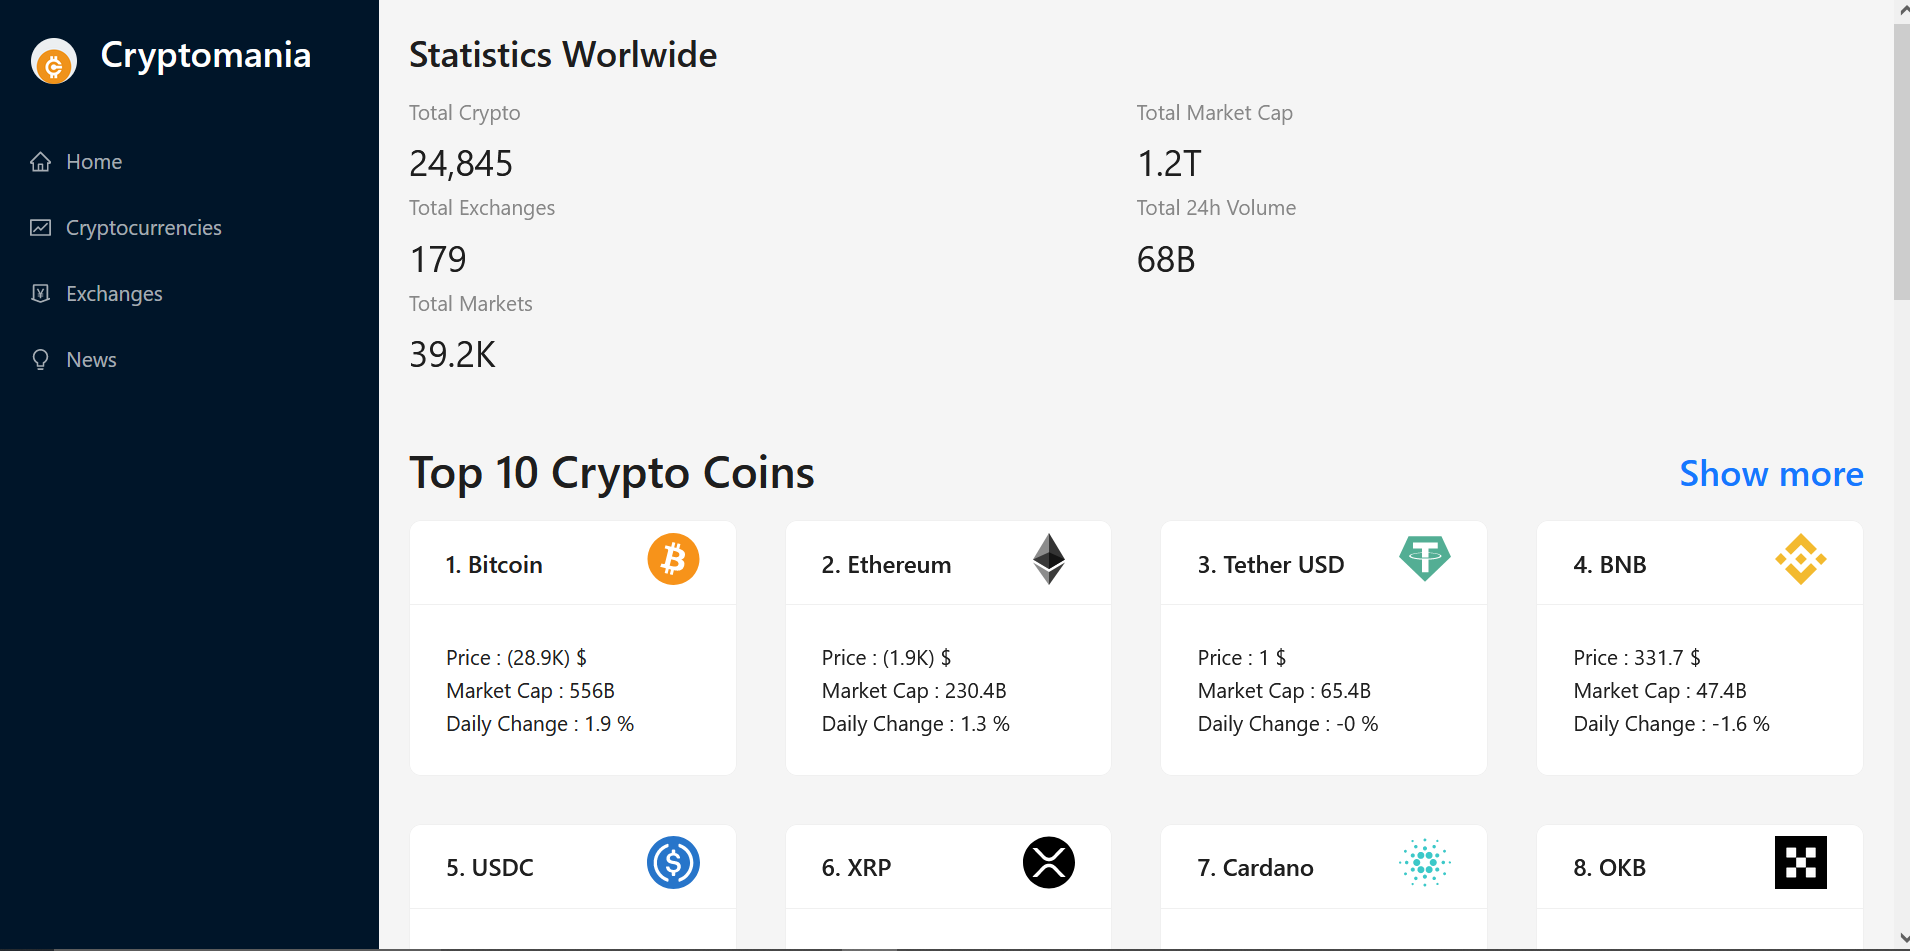 Cryptomania
Home
Cryptocurrencies
Exchanges
News
Statistics Worlwide
Total Crypto
24,845
Total Market Cap
1.2T
Total Exchanges
179
Total 24h Volume
68B
Total Markets
39.2K
Top 10 Crypto Coins
Show more
1. Bitcoin
Price : (28.9K) $
Market Cap : 556B
Daily Change : 1.9 %
2. Ethereum
Price : (1.9K) $
Market Cap : 230.4B
Daily Change : 1.3 %
3. Tether USD
Price : 1 $
Market Cap : 65.4B
Daily Change : -0 %
4. BNB
Price : 331.7 $
Market Cap : 47.4B
Daily Change : -1.6 %
5. USDC
6. XRP
7. Cardano
8. OKB